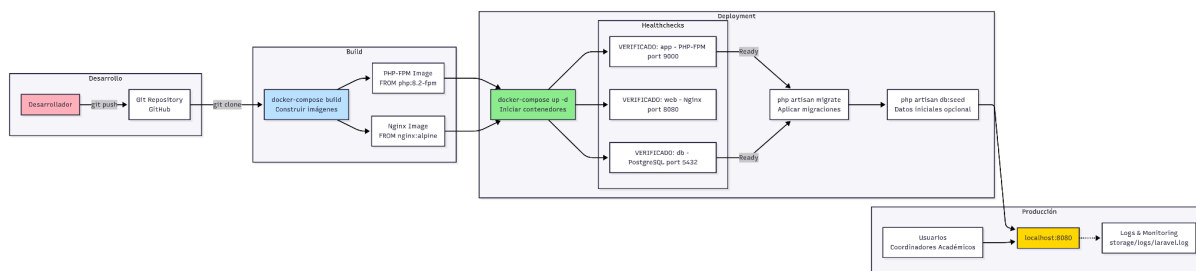 Desarrollo
Desarrollador
git push
Git Repository
GitHub
git clone
Build
docker-compose build
Construir imágenes
PHP-FPM Image
FROM php:8.2-fpm
Nginx Image
FROM nginx:alpine
Deployment
docker-compose up -d
Iniciar contenedores
Healthchecks
VERIFICADO: app - PHP-FPM
port 9000
VERIFICADO: web - Nginx
port 8080
VERIFICADO: db -
PostgreSQL port 5432
Ready
Ready
php artisan migrate
Aplicar migraciones
php artisan db:seed
Datos iniciales opcional
Producción
Usuarios
Coordinadores Académicos
localhost:8080
Logs & Monitoring
storage/logs/laravel.log